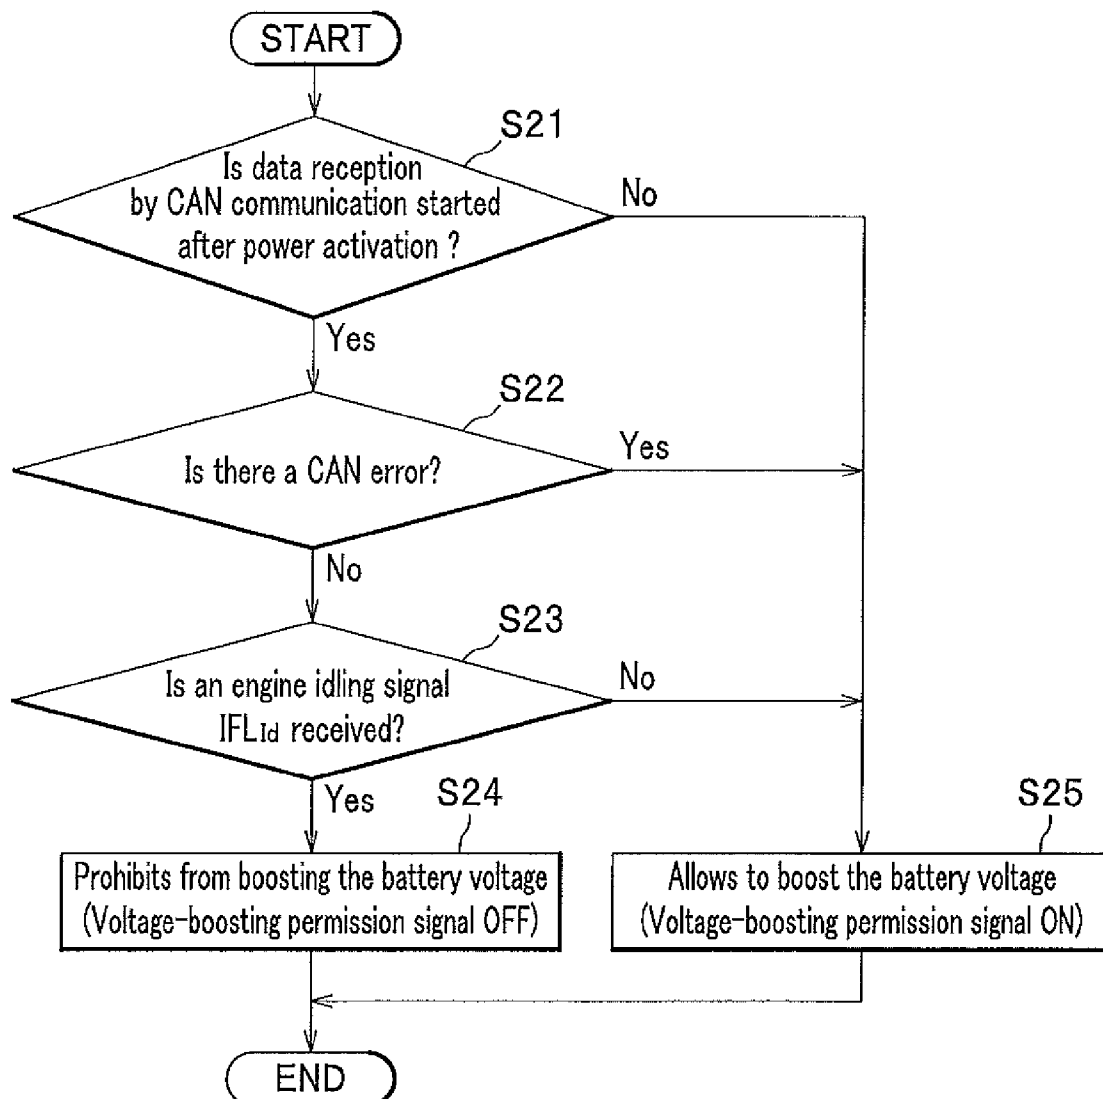 START
S21
Is data reception
by CAN communication started
after power activation ?
No
Yes
S22
Is there a CAN error?
Yes
No
S23
Is an engine idling signal
IFLId received?
No
Yes
S24
S25
Prohibits from boosting the battery voltage
(Voltage-boosting permission signal OFF)
Allows to boost the battery voltage
(Voltage-boosting permission signal ON)
END